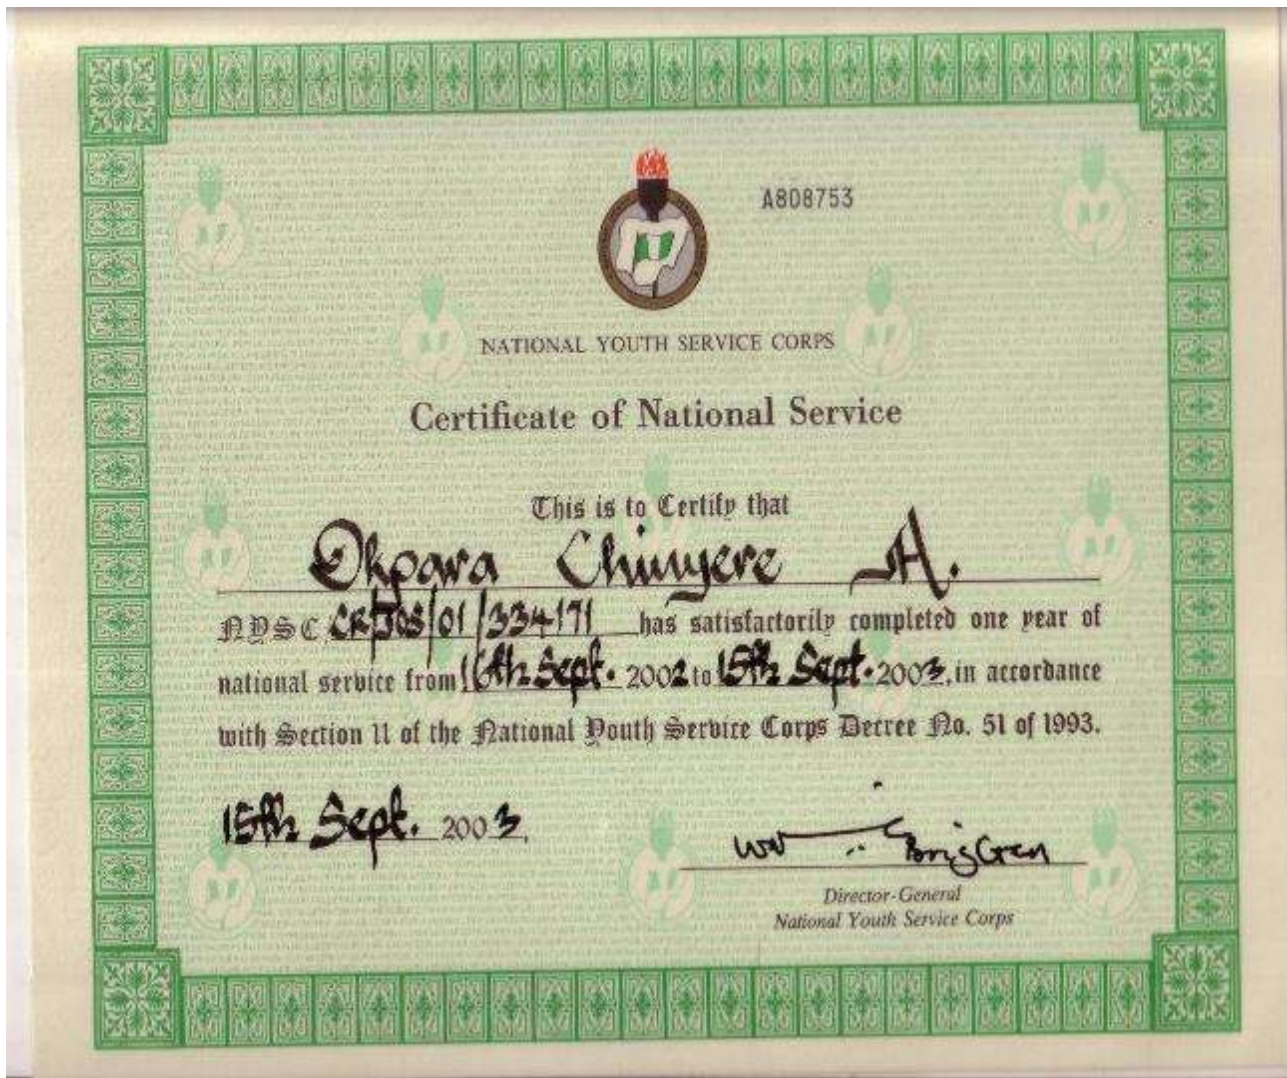 A808753
NATIONAL YOUTH SERVICE CORPS
Certificate of National Service
This is to Certify that
Okpara Chinyere A.
NYSC CR/JOS/01/334171 has satisfactorily completed one year of
national service from 16th Sept. 2002 to 15th Sept. 2003, in accordance
with Section 11 of the National Youth Service Corps Decree No. 51 of 1993.
15th Sept. 2003,
Brig Gen
Director-General
National Youth Service Corps